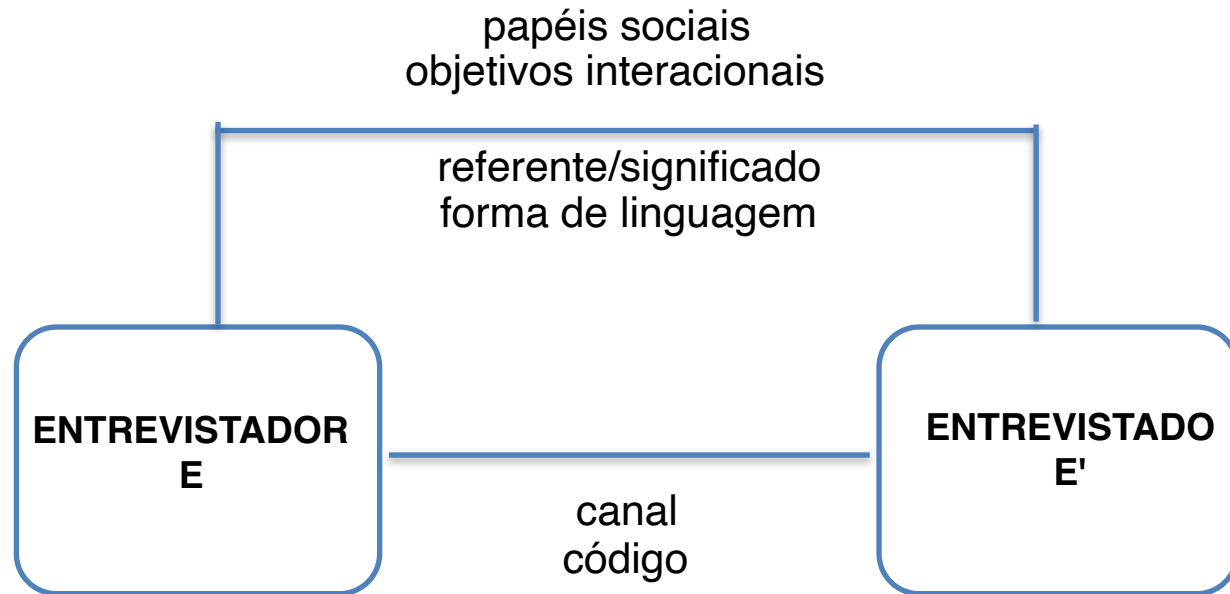 papéis sociais
objetivos interacionais
referente/significado
forma de linguagem
ENTREVISTADOR
E
ENTREVISTADO
E'
canal
código